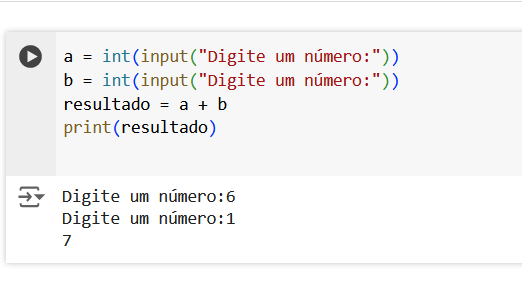 a = int(input("Digite um número:"))
b = int(input("Digite um número:"))
resultado = a + b
print(resultado)
Digite um número:6
Digite um número:1
7